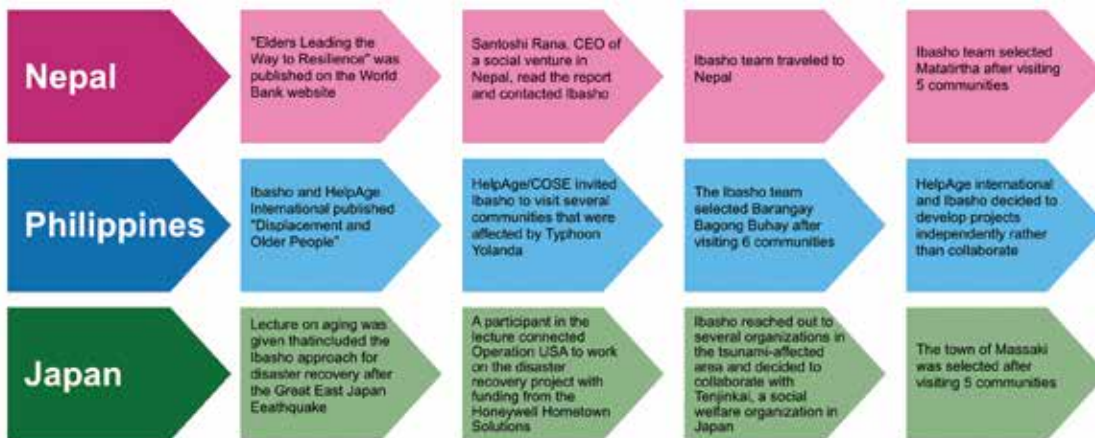 Nepal
"Elders Leading the
Way to Resilience" was
published on the World
Bank website
Santoshi Rana, CEO of
a social venture in
Nepal, read the report
and contacted Ibasho
Ibasho team traveled to
Nepal
Ibasho team selected
Matatirtha after visiting
5 communities
Philippines
Ibasho and HelpAge
International published
"Displacement and
Older People"
HelpAge/COSE invited
Ibasho to visit several
communities that were
affected by Typhoon
Yolanda
The Ibasho team
selected Barangay
Bagong Buhay after
visiting 6 communities
HelpAge international
and Ibasho decided to
develop projects
independently rather
than collaborate
Japan
Lecture on aging was
given thatincluded the
Ibasho approach for
disaster recovery after
the Great East Japan
Eeathquake
A participant in the
lecture connected
Operation USA to work
on the disaster
recovery project with
funding from the
Honeywell Hometown
Solutions
Ibasho reached out to
several organizations in
the tsunami-affected
area and decided to
collaborate with
Tenjinkai, a social
welfare organization in
Japan
The town of Massaki
was selected after
visiting 5 communities